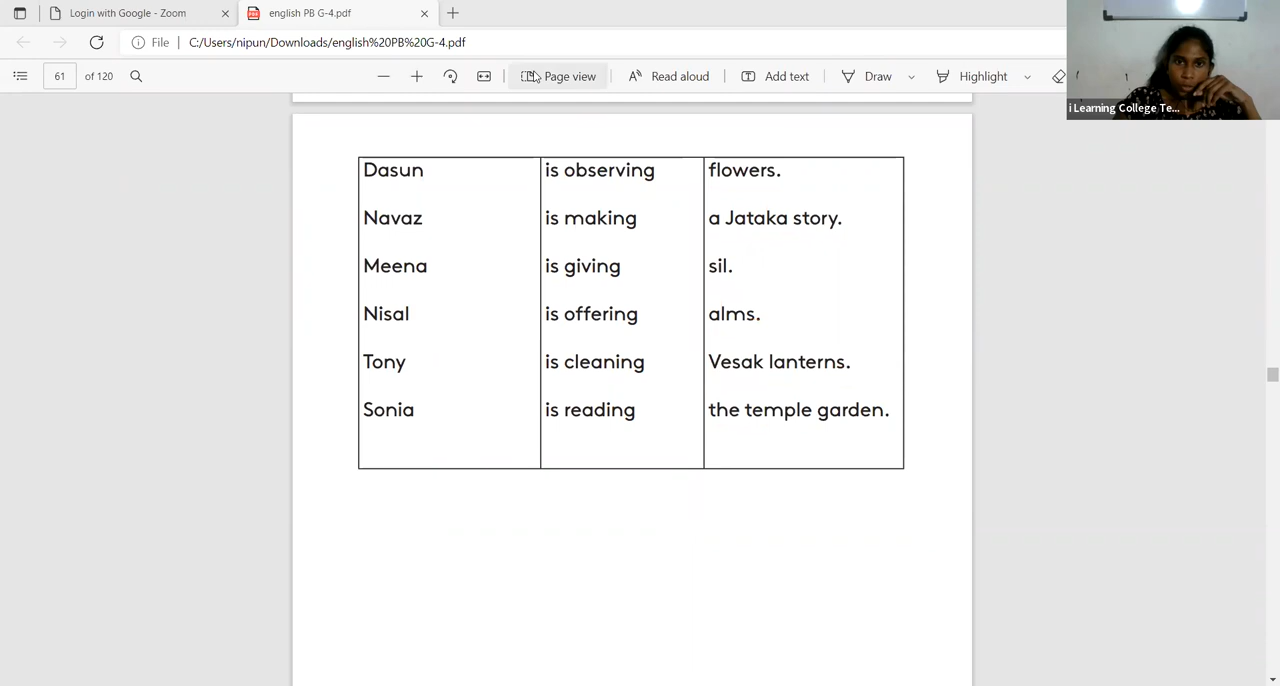 Login with Google - Zoom
english PB G-4.pdf
File
C:/Users/nipun/Downloads/english%20PB%20G-4.pdf
61 of 120
Page view
Read aloud
Add text
Draw
Highlight
i Learning College Te...
Dasun is observing flowers.
Navaz is making a Jataka story.
Meena is giving sil.
Nisal is offering alms.
Tony is cleaning Vesak lanterns.
Sonia is reading the temple garden.